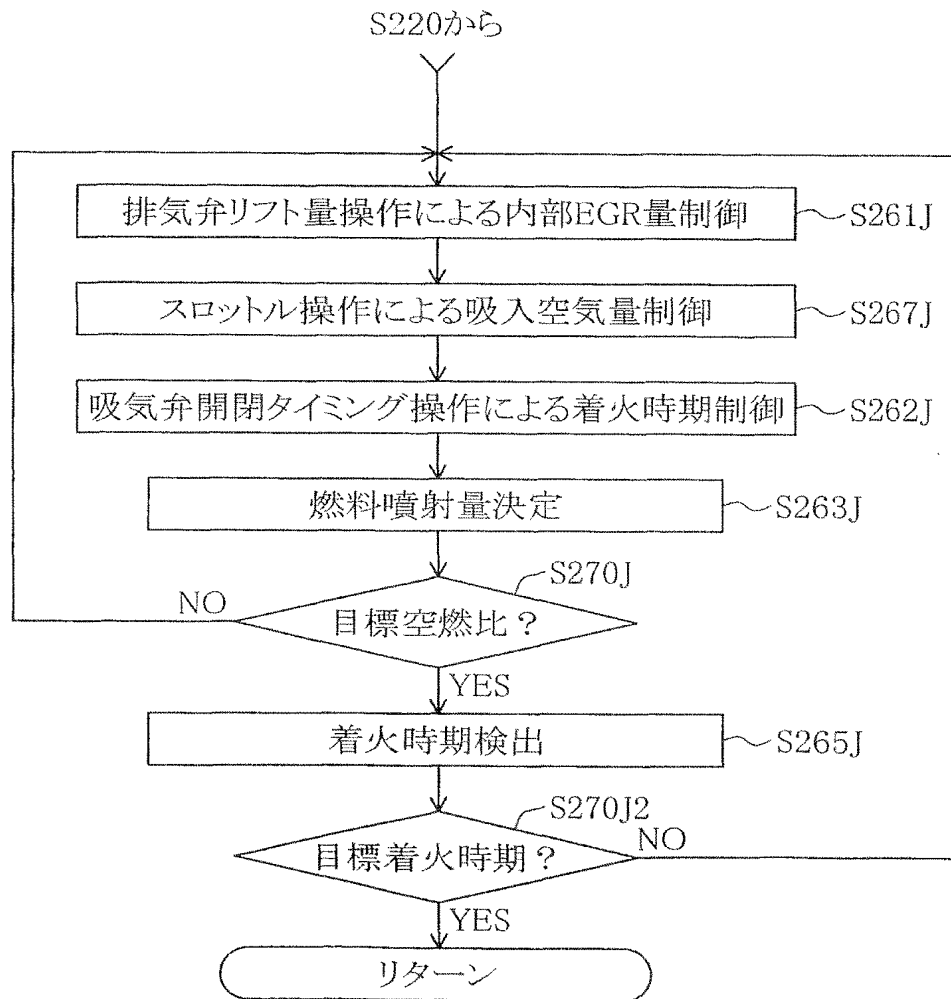 S220から
排気弁リフト量操作による内部EGR量制御
S261J
スロットル操作による吸入空気量制御
S267J
吸気弁開閉タイミング操作による着火時期制御
S262J
燃料噴射量決定
S263J
S270J
NO
目標空燃比？
YES
着火時期検出
S265J
S270J2
NO
目標着火時期？
YES
リターン